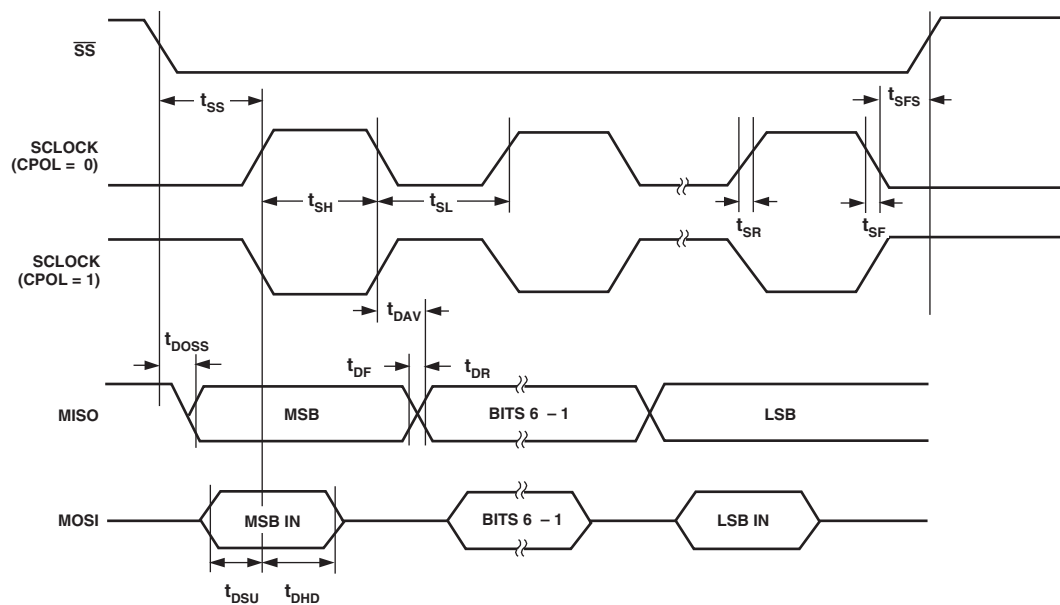 SS
tSS
tSFS
SCLOCK
(CPOL = 0)
tSH
tSL
tSR
tSF
SCLOCK
(CPOL = 1)
tDAV
tDOSS
tDF
tDR
MISO
MSB
BITS 6 – 1
LSB
MOSI
MSB IN
BITS 6 – 1
LSB IN
tDSU
tDHD